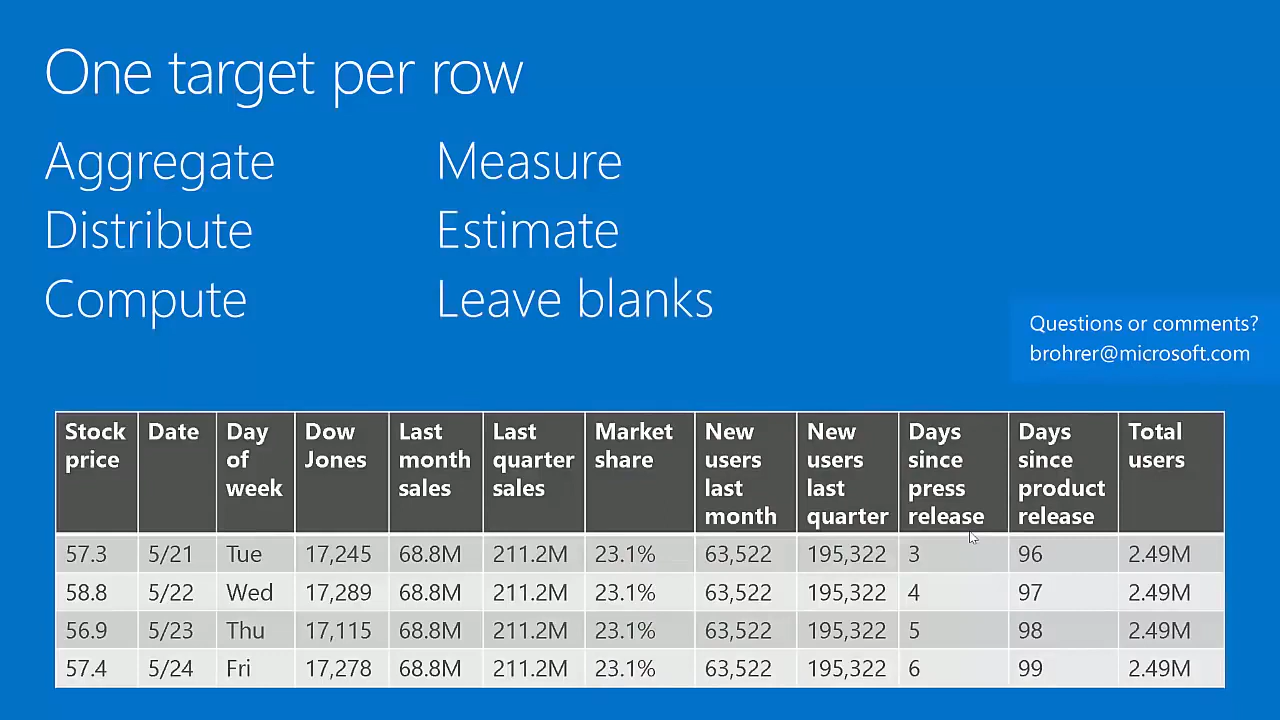 One target per row
Aggregate
Distribute
Compute
Measure
Estimate
Leave blanks
Questions or comments?
brohrer@microsoft.com
Stock price Date Day of week Dow Jones Last month sales Last quarter sales Market share New users last month New users last quarter Days since press release Days since product release Total users
57.3 5/21 Tue 17,245 68.8M 211.2M 23.1% 63,522 195,322 3 96 2.49M
58.8 5/22 Wed 17,289 68.8M 211.2M 23.1% 63,522 195,322 4 97 2.49M
56.9 5/23 Thu 17,115 68.8M 211.2M 23.1% 63,522 195,322 5 98 2.49M
57.4 5/24 Fri 17,278 68.8M 211.2M 23.1% 63,522 195,322 6 99 2.49M